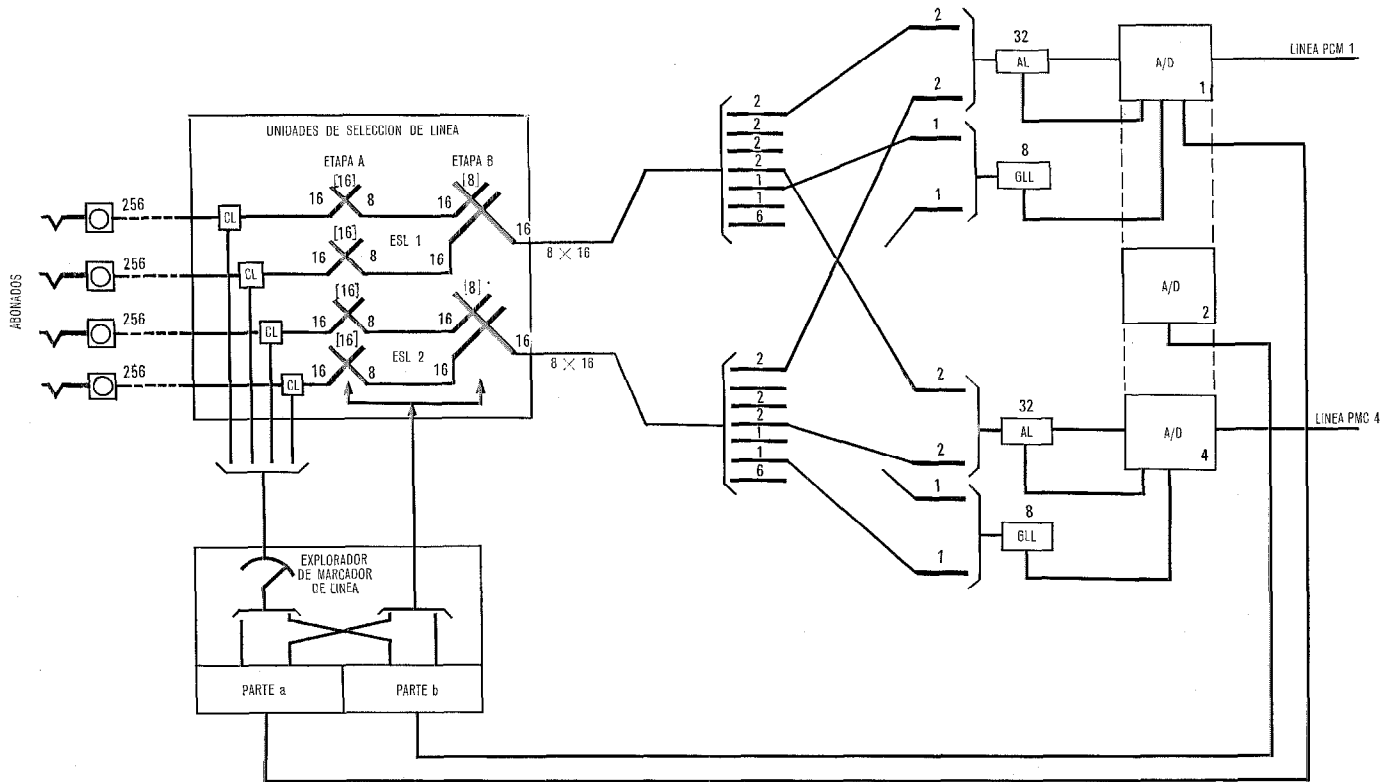 UNIDADES DE SELECCION DE LINEA
ETAPA A
ETAPA B
ABONADOS
256
CL
16
[16]
8
16
[8]
16
256
CL
16
[16]
8
ESL 1
16
8 × 16
256
CL
16
[16]
8
16
[8]
16
256
CL
16
[16]
8
ESL 2
16
8 × 16
2
2
2
2
1
1
6
2
2
2
1
1
6
2
2
1
1
32
AL
8
GLL
A/D
1
LINEA PCM 1
A/D
2
2
2
1
1
32
AL
8
GLL
A/D
4
LINEA PMC 4
EXPLORADOR
DE MARCADOR
DE LINEA
PARTE a
PARTE b